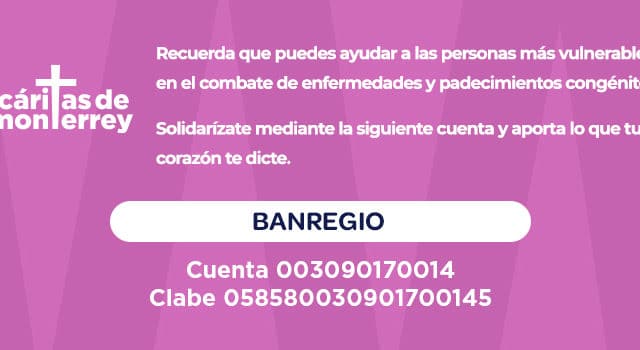 cáritas de
monterrey
Recuerda que puedes ayudar a las personas más vulnerable
en el combate de enfermedades y padecimientos congénit
Solidarízate mediante la siguiente cuenta y aporta lo que tu
corazón te dicte.
BANREGIO
Cuenta 003090170014
Clabe 058580030901700145